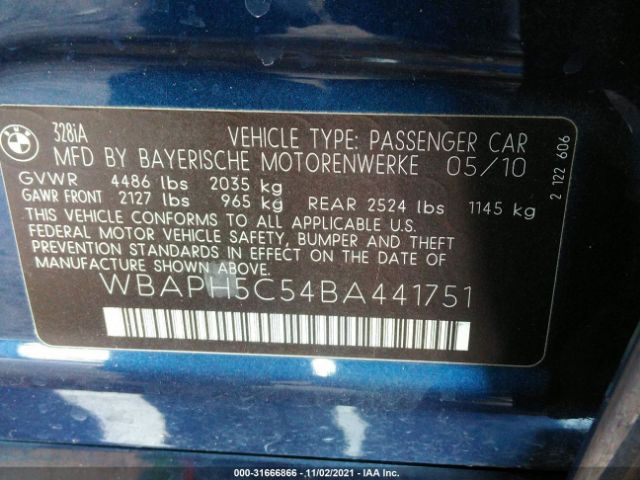 BMW
328iA
VEHICLE TYPE: PASSENGER CAR
MFD BY BAYERISCHE MOTORENWERKE 05/10
GVWR 4486 lbs 2035 kg
GAWR FRONT 2127 lbs 965 kg REAR 2524 lbs 1145 kg
THIS VEHICLE CONFORMS TO ALL APPLICABLE U.S.
FEDERAL MOTOR VEHICLE SAFETY, BUMPER AND THEFT
PREVENTION STANDARDS IN EFFECT ON THE DATE OF
MANUFACTURE SHOWN ABOVE.
WBAPH5C54BA441751
2 122 606
000-31666866 - 11/02/2021 - IAA Inc.